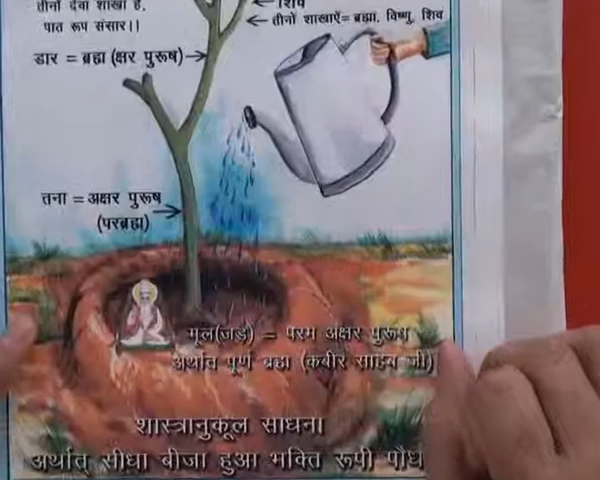 तीनों देवा शाखा हैं,
पात रूप संसार।।
शिव
तीनों शाखाऐं= ब्रह्मा, विष्णु, शिव
डार = ब्रह्म (क्षर पुरूष)
तना = अक्षर पुरूष
(परब्रह्म)
मूल(जड़) = परम अक्षर पुरूष
अर्थात पूर्ण ब्रह्म (कबीर साहेब जी)
शास्त्रानुकूल साधना
अर्थात् सीधा बीजा हुआ भक्ति रूपी पौध